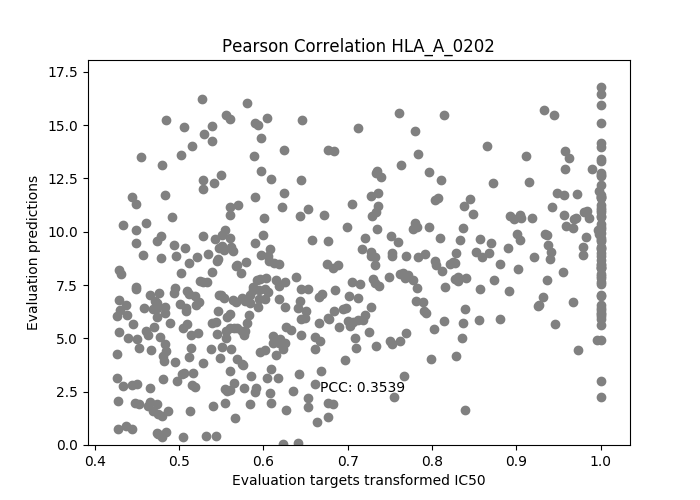 Pearson Correlation HLA_A_0202
Evaluation predictions
17.5
15.0
12.5
10.0
7.5
5.0
2.5
0.0
PCC: 0.3539
0.4 0.5 0.6 0.7 0.8 0.9 1.0
Evaluation targets transformed IC50